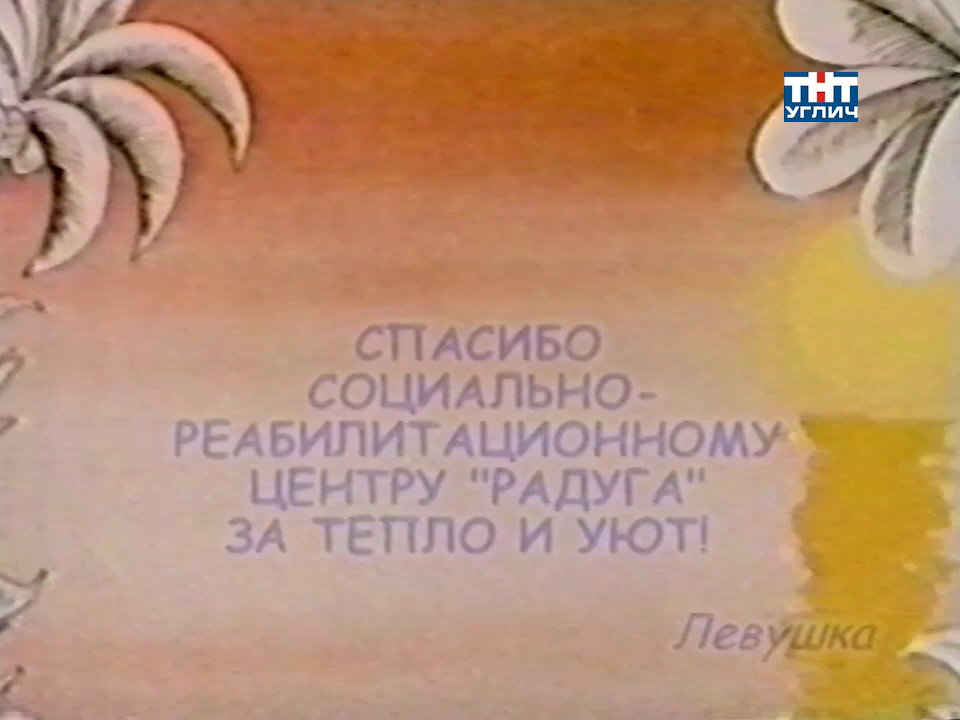 ТНТ
УГЛИЧ
СПАСИБО
СОЦИАЛЬНО-
РЕАБИЛИТАЦИОННОМУ
ЦЕНТРУ "РАДУГА"
ЗА ТЕПЛО И УЮТ!
Левушка